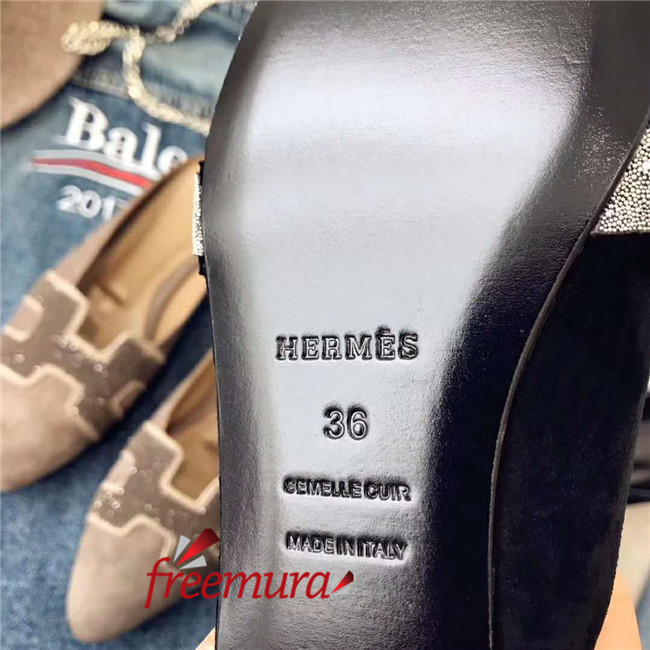 Bale
201
HERMÈS
36
SEMELLE CUIR
MADE IN ITALY
freemura